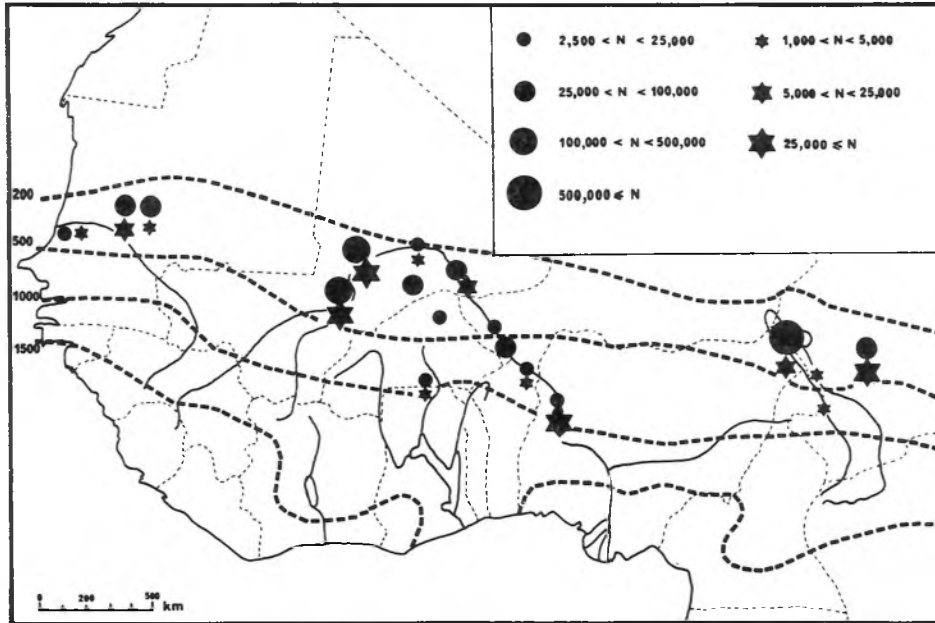 2,500 < N < 25,000
1,000 < N < 5,000
25,000 < N < 100,000
5,000 < N < 25,000
100,000 < N < 500,000
25,000 ⩽ N
500,000 ⩽ N
200
500
1000
1500
0 200 500 km